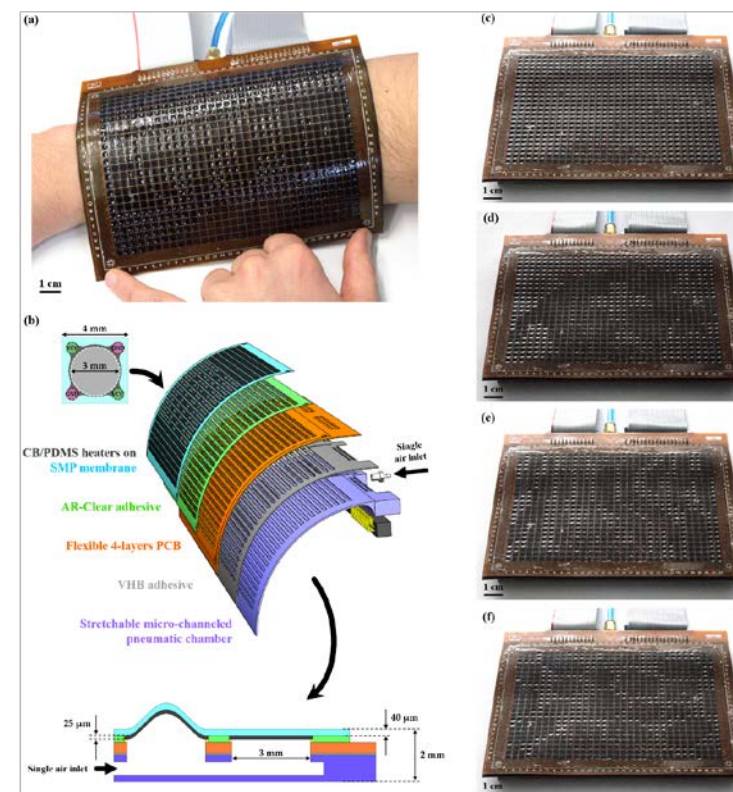 (a)
1 cm
(b)
4 mm
3 mm
CB/PDMS heaters on
SMP membrane
AR-Clear adhesive
Flexible 4-layers PCB
VHB adhesive
Stretchable micro-channeled
pneumatic chamber
Single
air inlet
25 μm
40 μm
3 mm
2 mm
Single air inlet
(c)
1 cm
(d)
1 cm
(e)
1 cm
(f)
1 cm